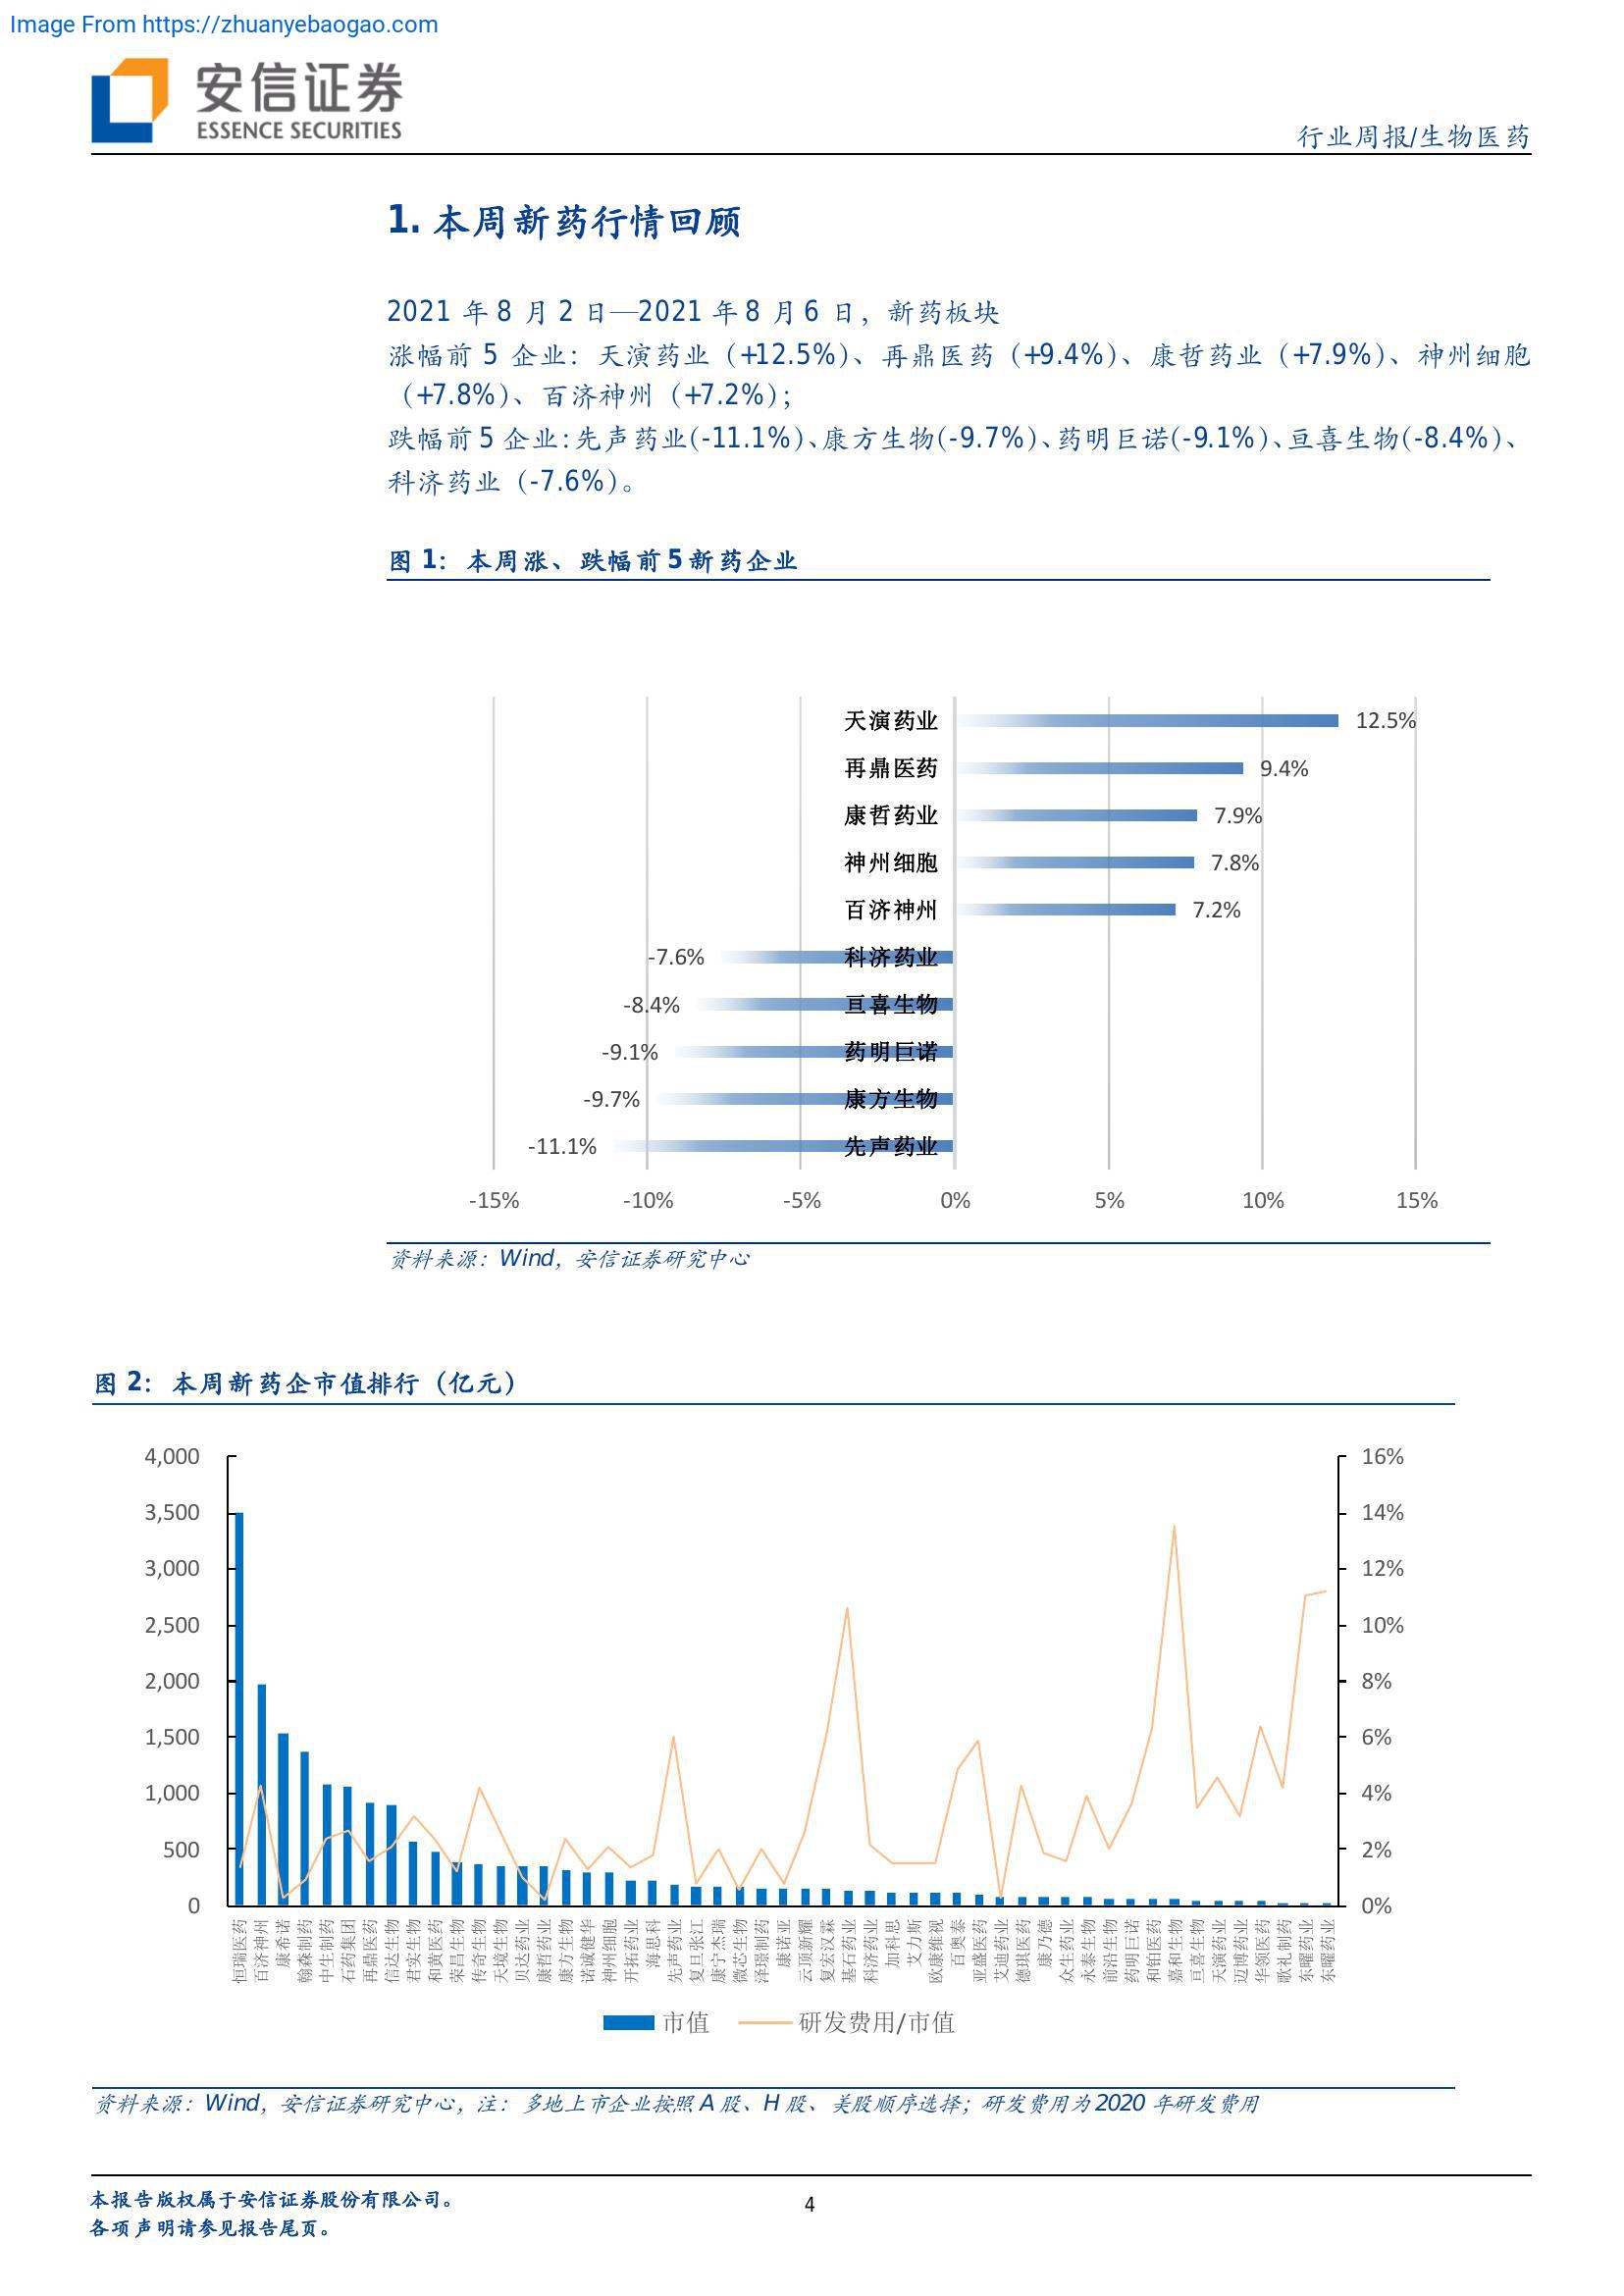 Image From https://zhuanyebaogao.com
安信证券
ESSENCE SECURITIES
行业周报/生物医药
1. 本周新药行情回顾
2021 年 8 月 2 日—2021 年 8 月 6 日，新药板块
涨幅前 5 企业：天演药业（+12.5%）、再鼎医药（+9.4%）、康哲药业（+7.9%）、神州细胞
（+7.8%）、百济神州（+7.2%）；
跌幅前 5 企业：先声药业（-11.1%）、康方生物（-9.7%）、药明巨诺（-9.1%）、亘喜生物（-8.4%）、
科济药业（-7.6%）。
图 1：本周涨、跌幅前 5 新药企业
天演药业 12.5%
再鼎医药 9.4%
康哲药业 7.9%
神州细胞 7.8%
百济神州 7.2%
-7.6% 科济药业
-8.4% 亘喜生物
-9.1% 药明巨诺
-9.7% 康方生物
-11.1% 先声药业
-15% -10% -5% 0% 5% 10% 15%
资料来源：Wind，安信证券研究中心
图 2：本周新药企市值排行（亿元）
4,000 16%
3,500 14%
3,000 12%
2,500 10%
2,000 8%
1,500 6%
1,000 4%
500 2%
0 0%
恒瑞医药
百济神州
康希诺
翰森制药
中生制药
石药集团
再鼎医药
信达生物
君安生物
和黄医药
荣昌生物
传奇生物
天境生物
贝达药业
康哲药业
康方生物
诺诚健华
神州细胞
开拓药业
海思科
先声药业
复旦张江
康宁杰瑞
微芯生物
泽璟制药
康诺亚
云顶新耀
复宏汉霖
基石药业
科济药业
加科思
艾力斯
欧康维视
百奥泰
亚盛医药
艾迪药业
德琪医药
康乃德
众生药业
永泰生物
前沿生物
药明巨诺
和铂医药
嘉和生物
亘喜生物
天演药业
迈博药业
华领医药
歌礼制药
东曜药业
东曜药业
市值 研发费用/市值
资料来源：Wind，安信证券研究中心，注：多地上市企业按照 A 股、H 股、美股顺序选择；研发费用为 2020 年研发费用
本报告版权属于安信证券股份有限公司。
4
各项声明请参见报告尾页。